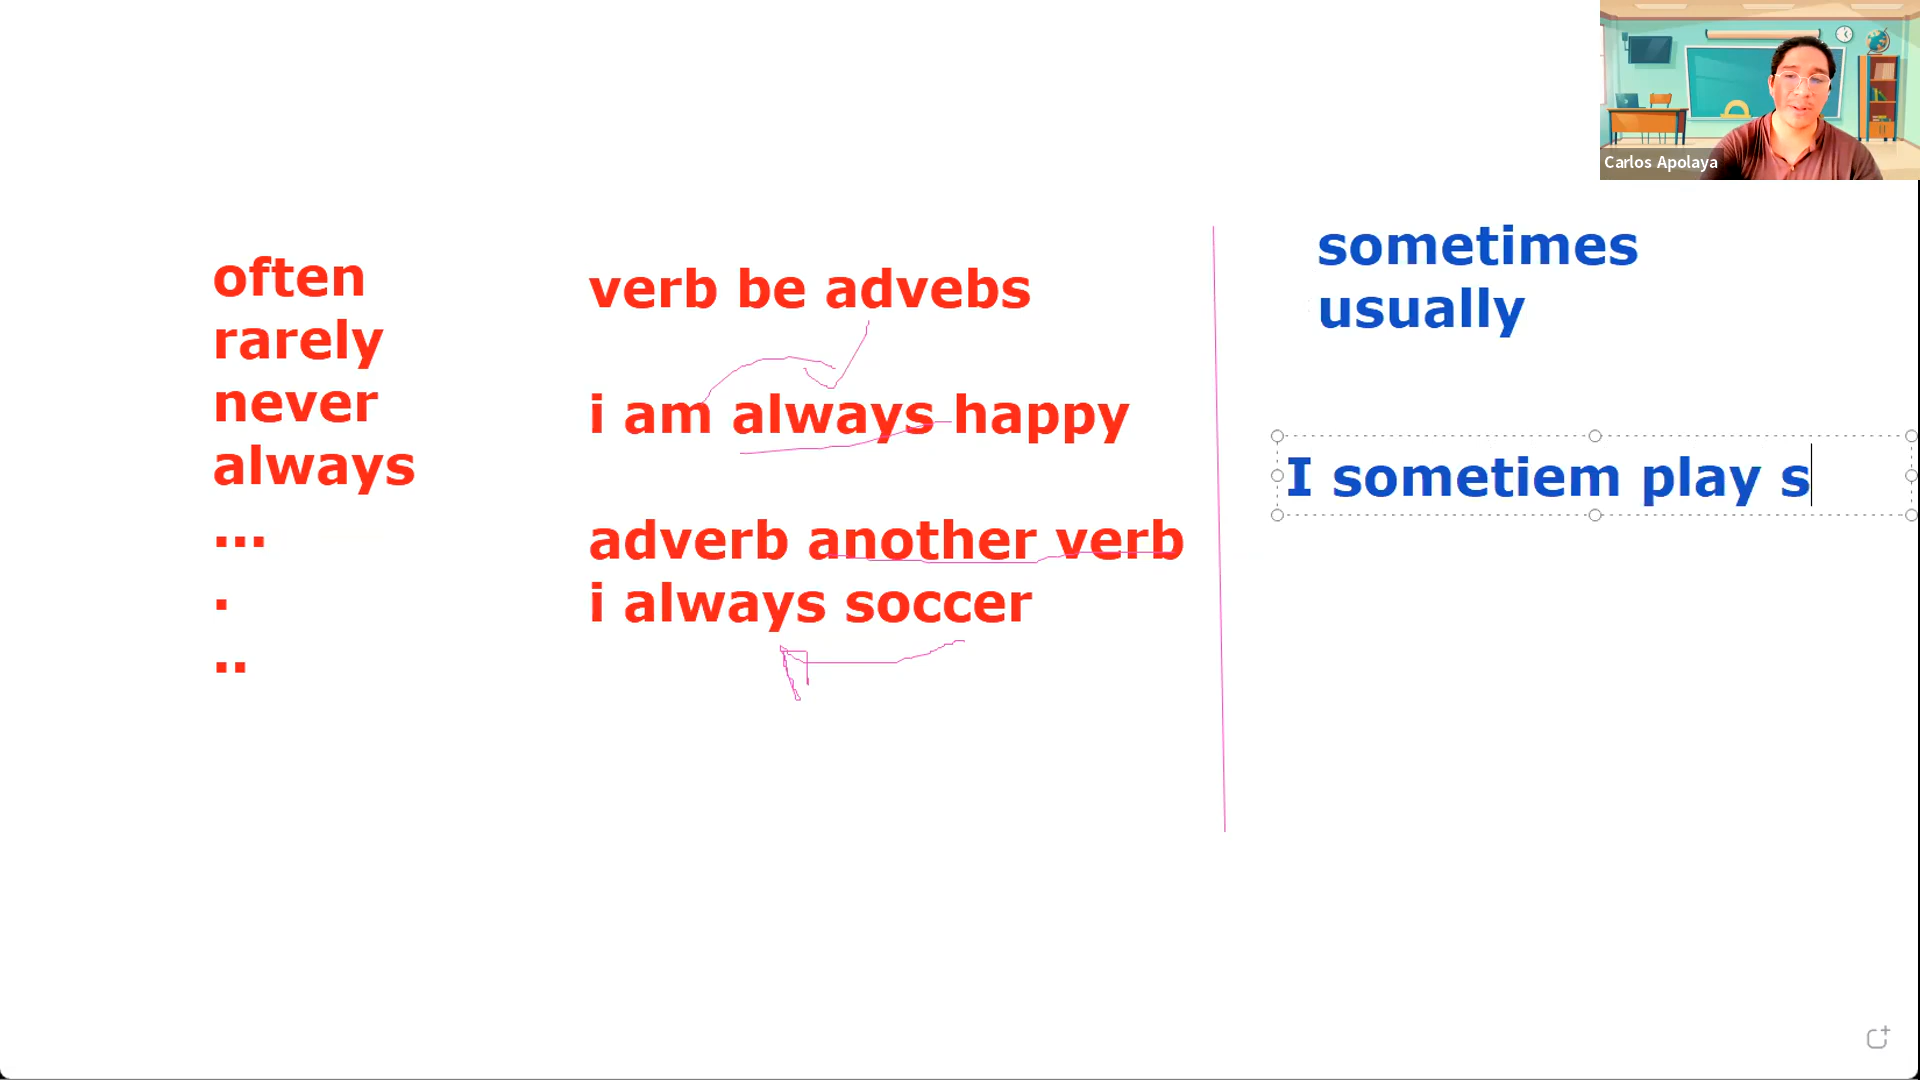 Carlos Apolaya
often
rarely
never
always
...
.
..
verb be advebs
i am always happy
adverb another verb
i always soccer
sometimes
usually
I sometiem play s